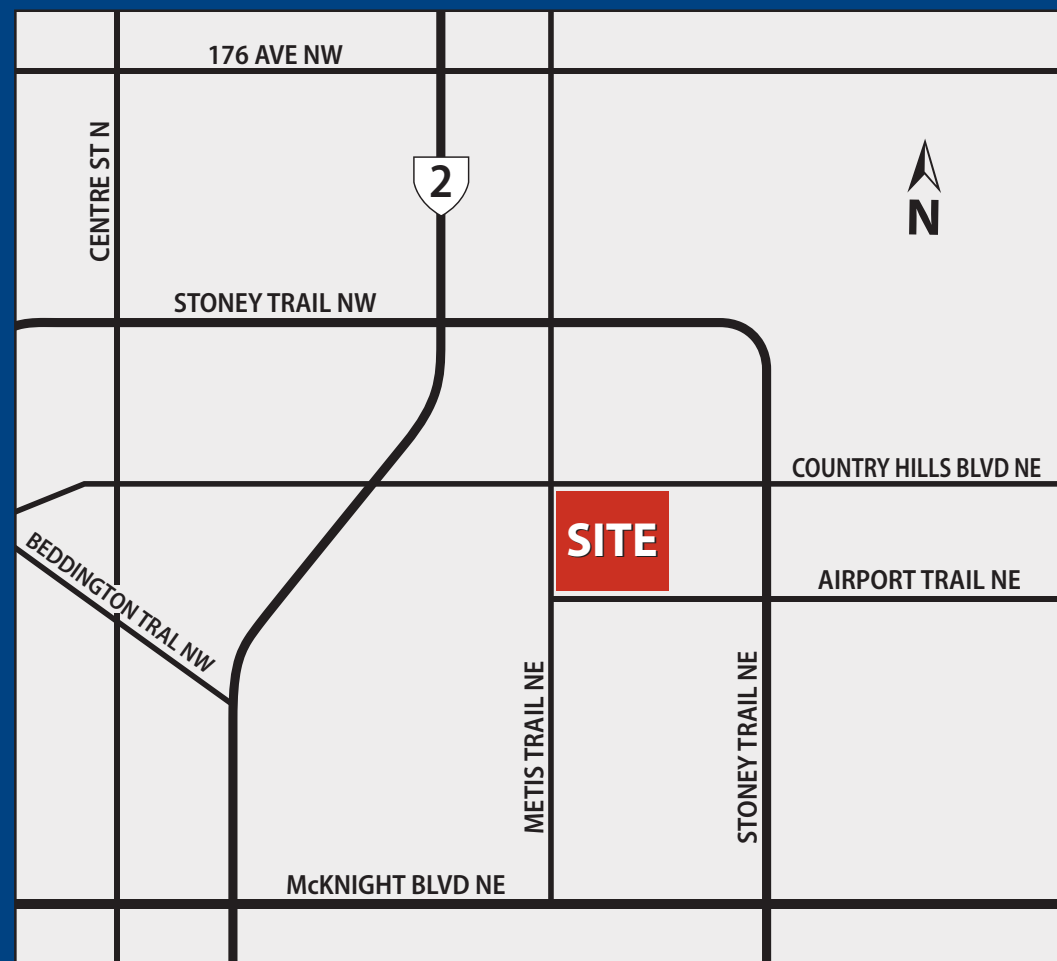 176 AVE NW
CENTRE ST N
2
N
STONEY TRAIL NW
COUNTRY HILLS BLVD NE
SITE
BEDDINGTON TRAL NW
AIRPORT TRAIL NE
METIS TRAIL NE
STONEY TRAIL NE
McKNIGHT BLVD NE